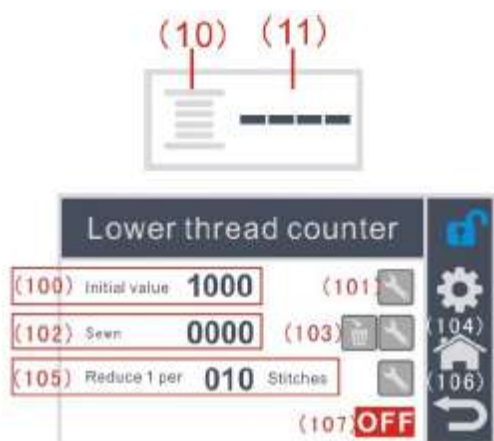 (10) (11)
----
Lower thread counter
(100) Initial value 1000 (101)
(102) Sewn 0000 (103) (104)
(105) Reduce 1 per 010 Stitches (106)
(107) OFF